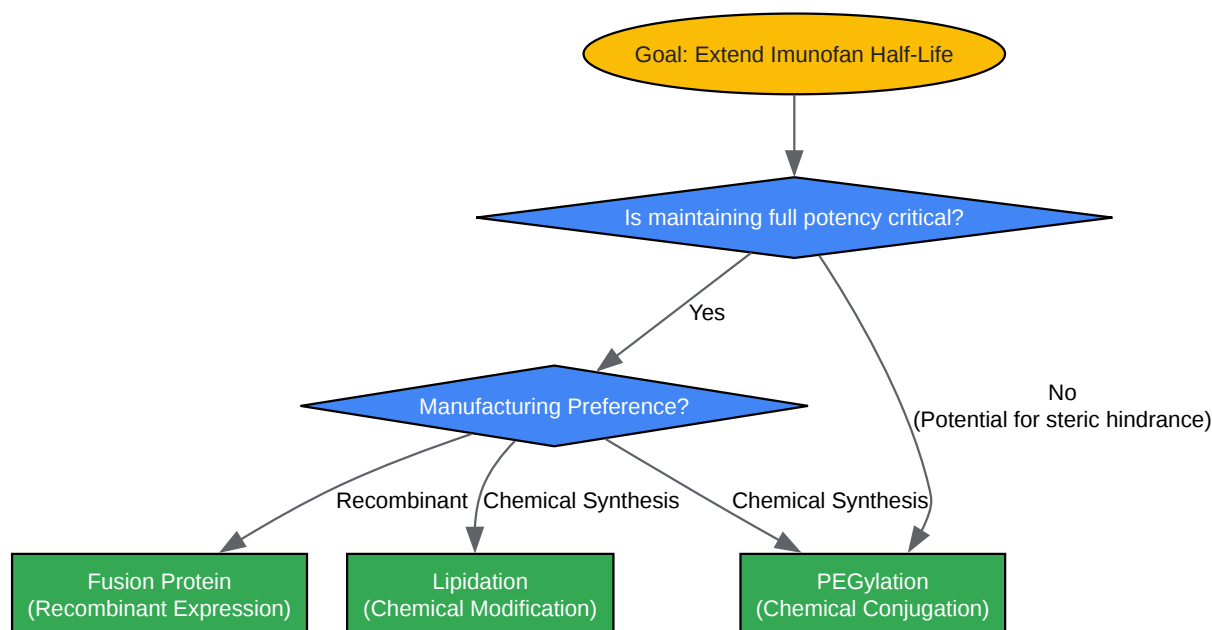 Goal: Extend Imunofan Half-Life
Is maintaining full potency critical?
Yes
No
(Potential for steric hindrance)
Manufacturing Preference?
Recombinant
Chemical Synthesis
Chemical Synthesis
Fusion Protein
(Recombinant Expression)
Lipidation
(Chemical Modification)
PEGylation
(Chemical Conjugation)